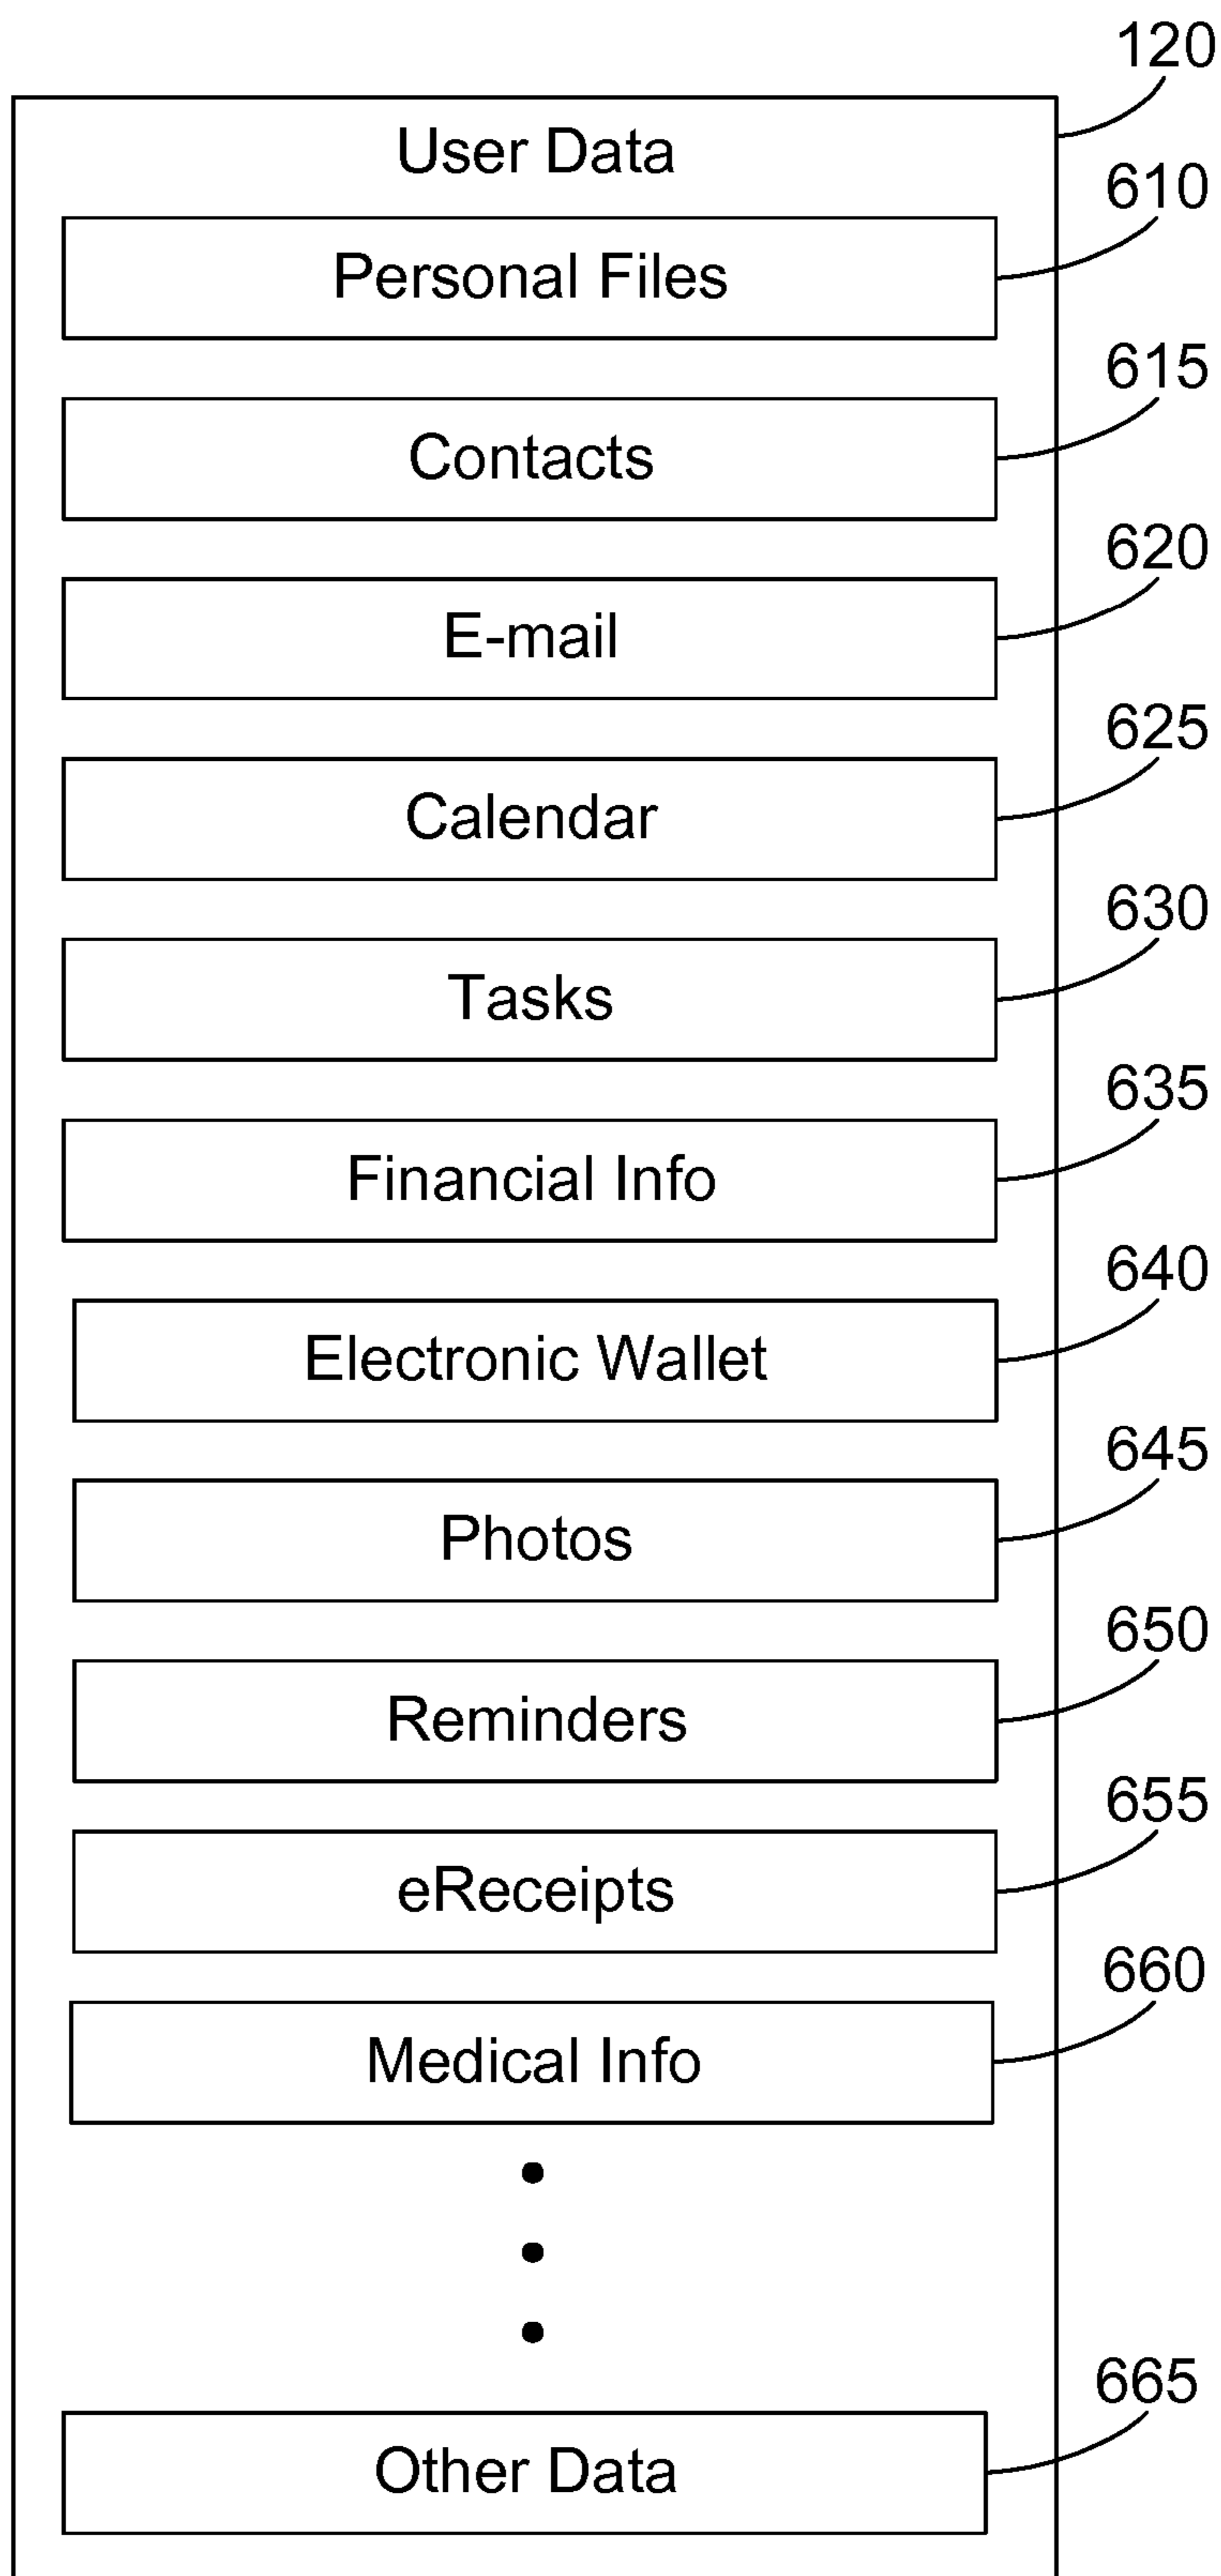 120
User Data
610
Personal Files
615
Contacts
620
E-mail
625
Calendar
630
Tasks
635
Financial Info
640
Electronic Wallet
645
Photos
650
Reminders
655
eReceipts
660
Medical Info
665
Other Data